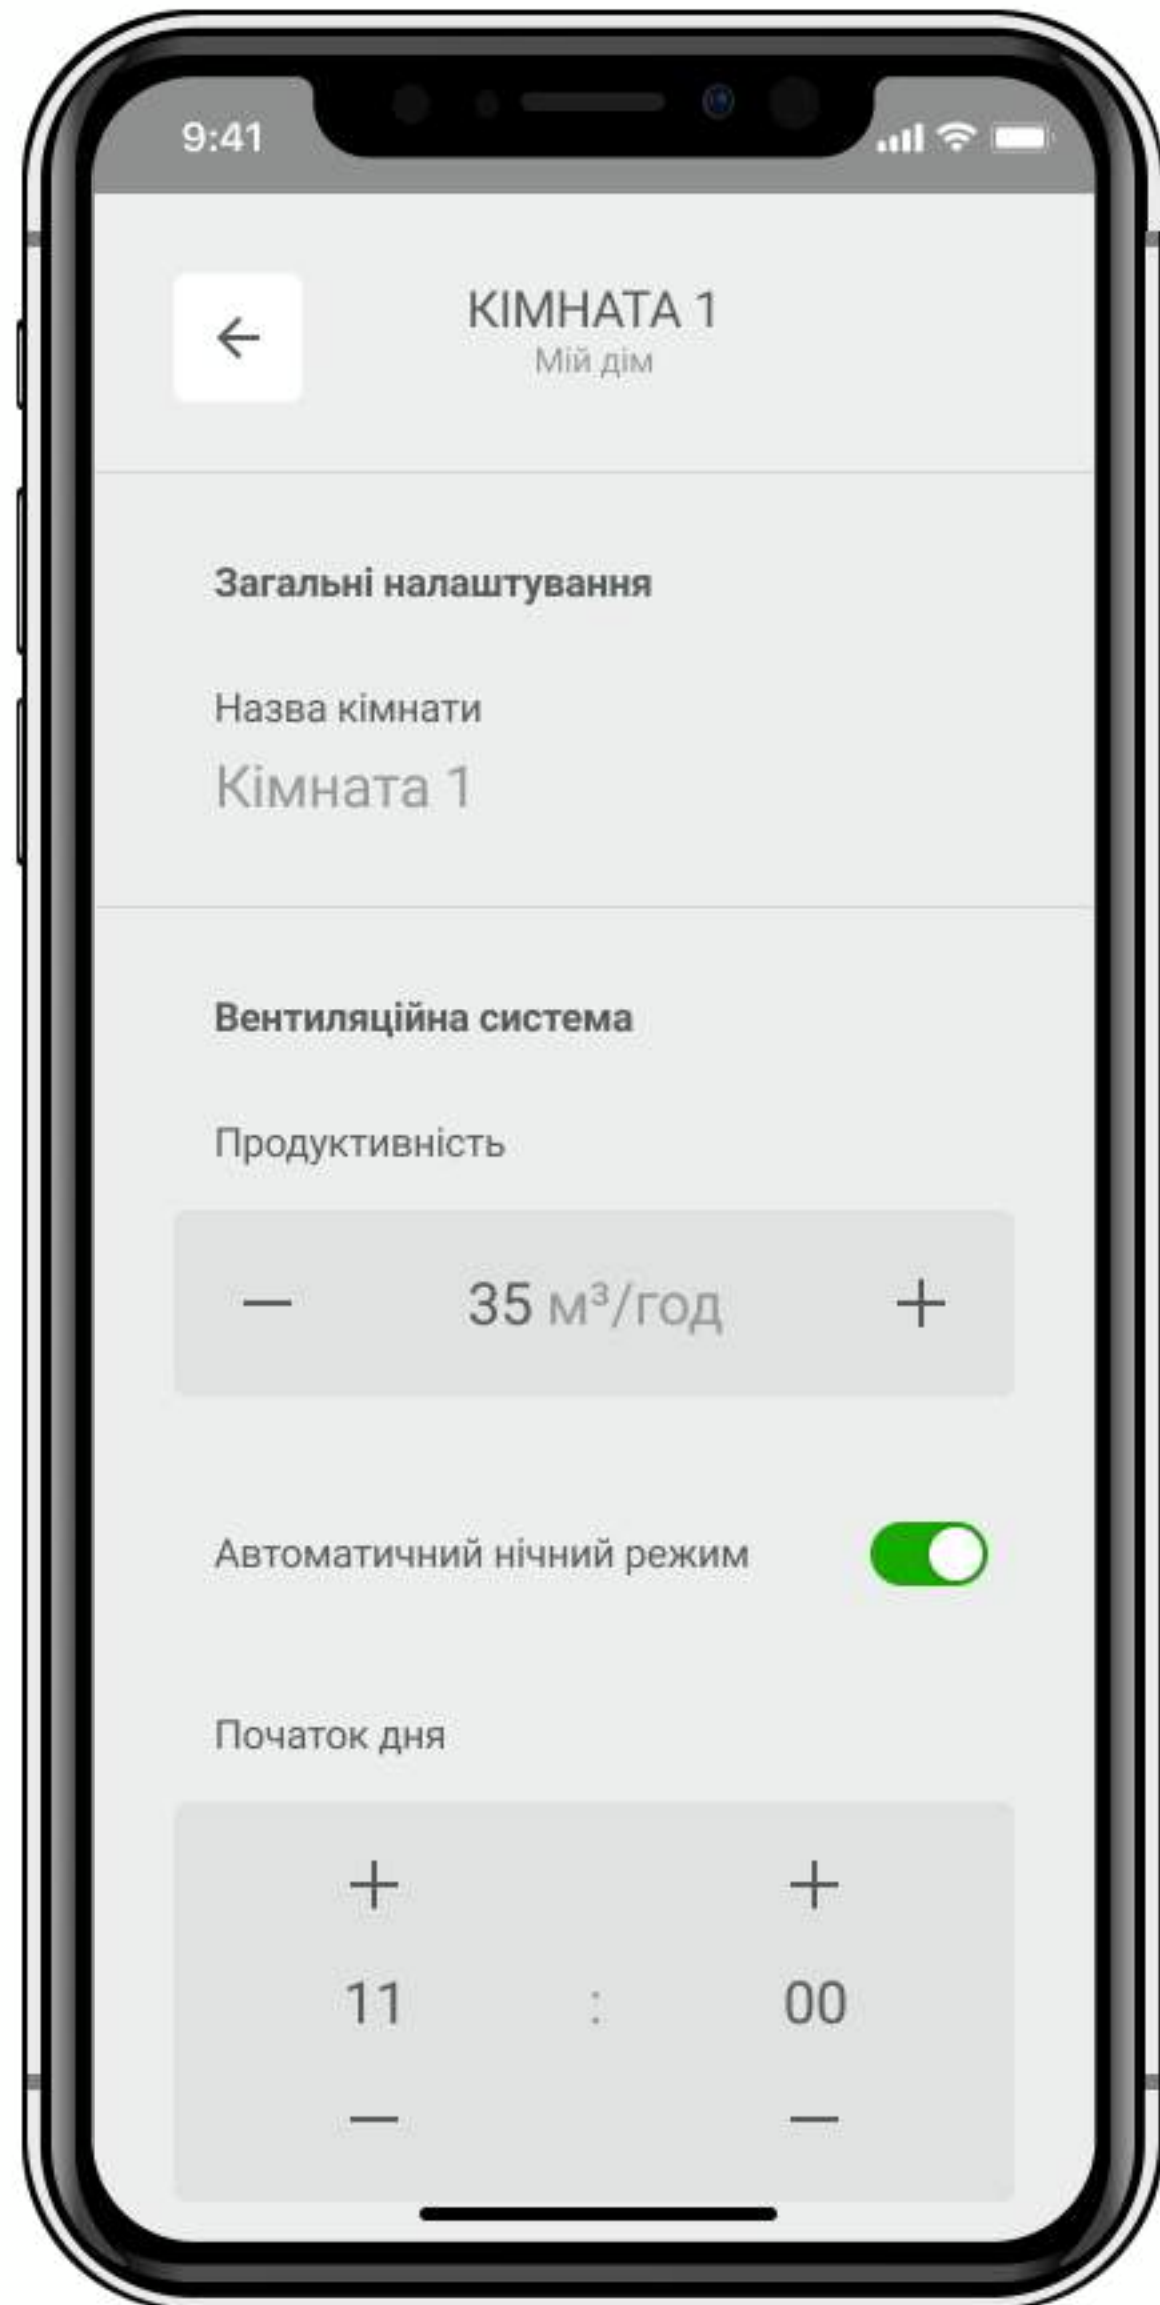 9:41
КІМНАТА 1
Мій дім
Загальні налаштування
Назва кімнати
Кімната 1
Вентиляційна система
Продуктивність
35 м³/год
Автоматичний нічний режим
Початок дня
11 : 00